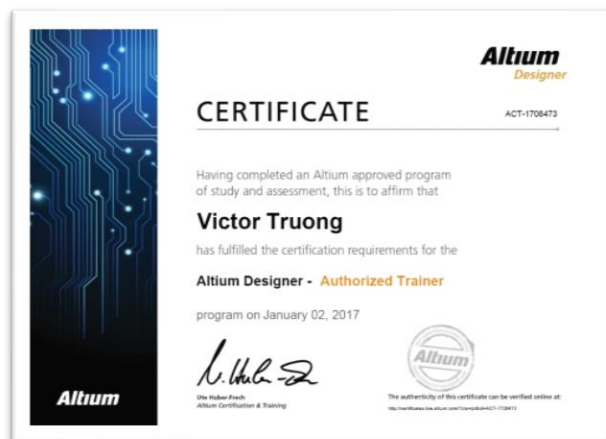 Altium
Designer
CERTIFICATE
ACT-1708473
Having completed an Altium approved program
of study and assessment, this is to affirm that
Victor Truong
has fulfilled the certification requirements for the
Altium Designer - Authorized Trainer
program on January 02, 2017
Altium
Ute Huber-Frech
Altium Certification & Training
Altium
The authenticity of this certificate can be verified online at: